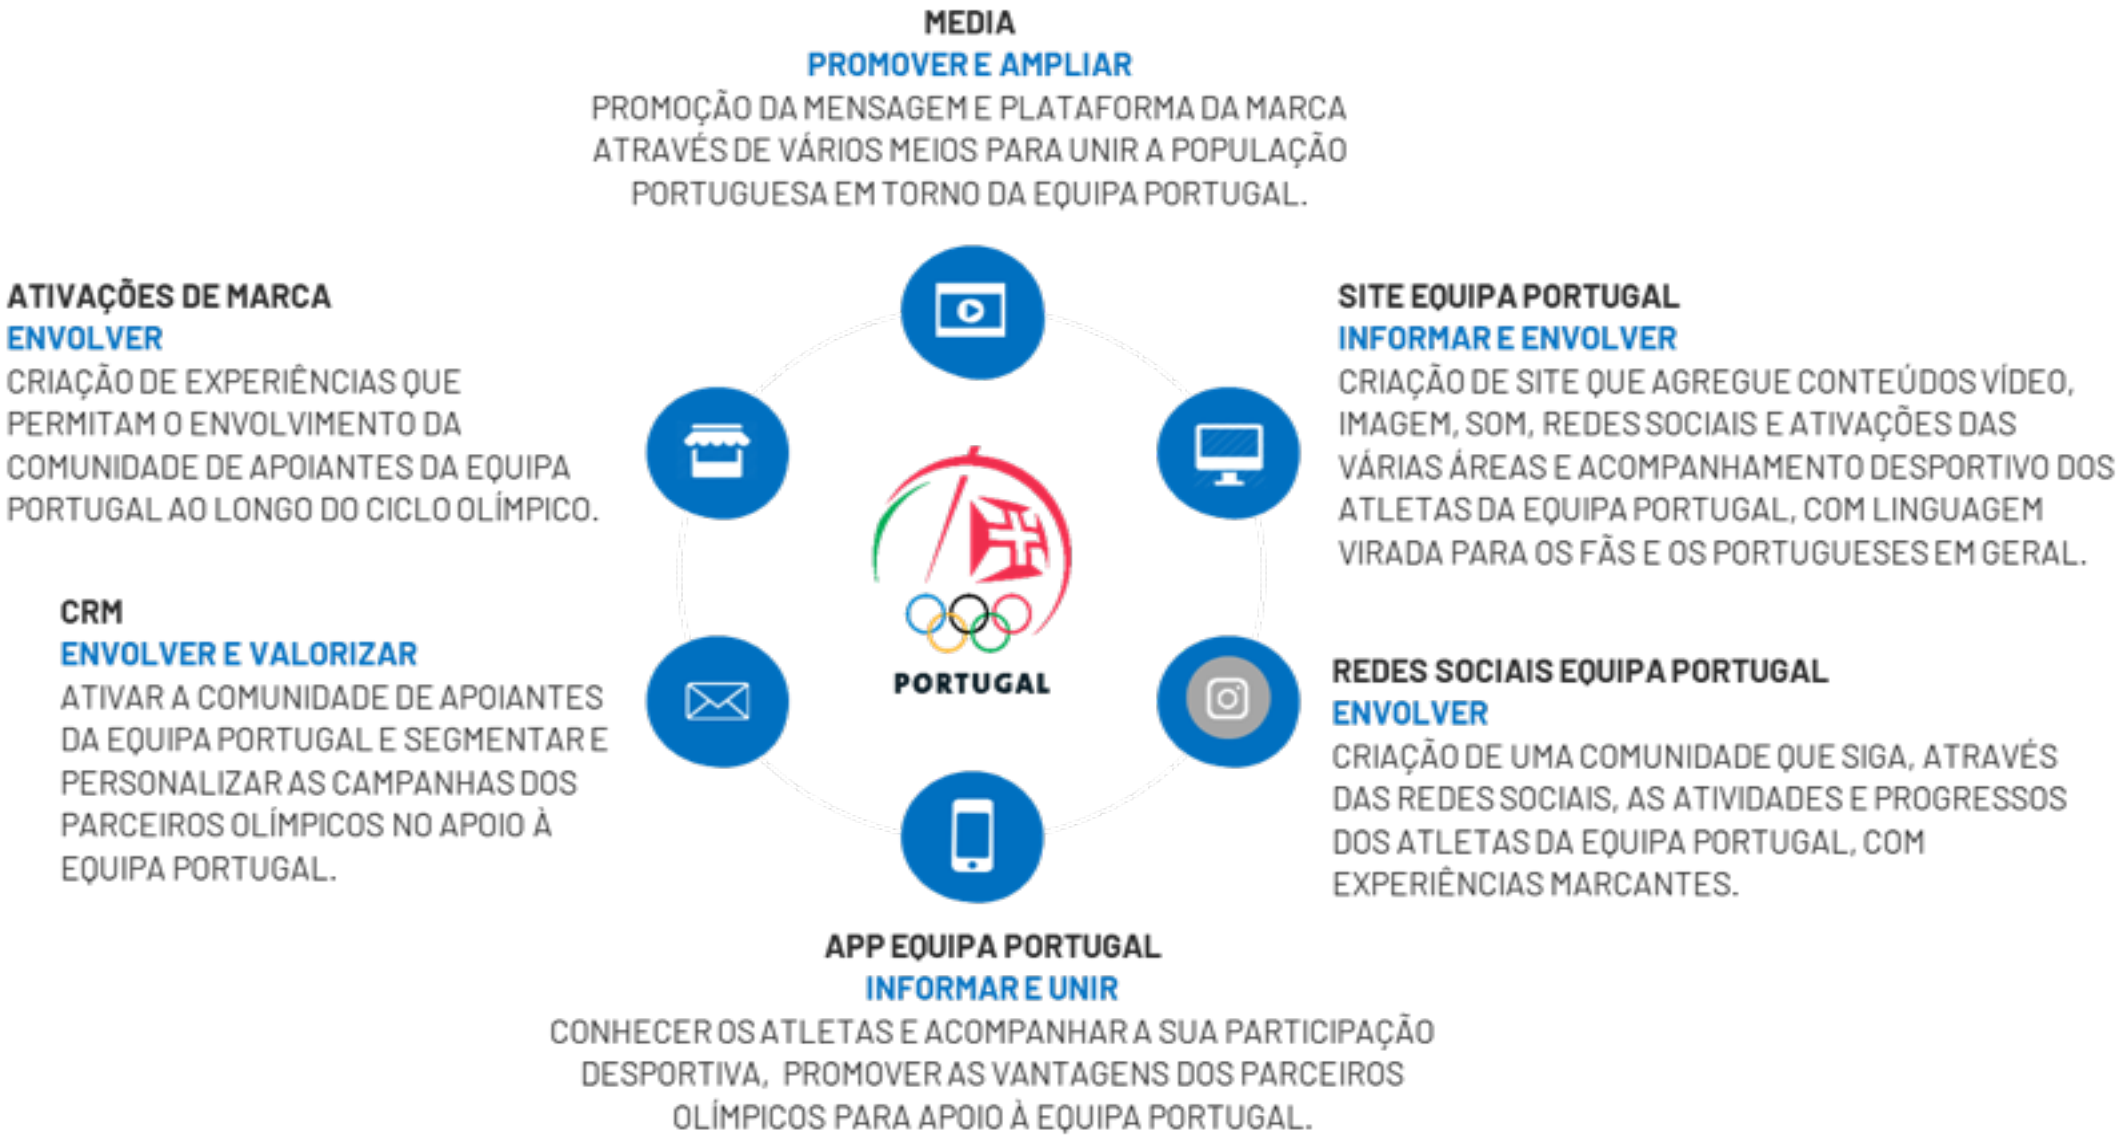 MEDIA
PROMOVER E AMPLIAR
PROMOÇÃO DA MENSAGEM E PLATAFORMA DA MARCA
ATRAVÉS DE VÁRIOS MEIOS PARA UNIR A POPULAÇÃO
PORTUGUESA EM TORNO DA EQUIPA PORTUGAL.
ATIVAÇÕES DE MARCA
ENVOLVER
CRIAÇÃO DE EXPERIÊNCIAS QUE
PERMITAM O ENVOLVIMENTO DA
COMUNIDADE DE APOIANTES DA EQUIPA
PORTUGAL AO LONGO DO CICLO OLÍMPICO.
SITE EQUIPA PORTUGAL
INFORMAR E ENVOLVER
CRIAÇÃO DE SITE QUE AGREGUE CONTEÚDOS VÍDEO,
IMAGEM, SOM, REDES SOCIAIS E ATIVAÇÕES DAS
VÁRIAS ÁREAS E ACOMPANHAMENTO DESPORTIVO DOS
ATLETAS DA EQUIPA PORTUGAL, COM LINGUAGEM
VIRADA PARA OS FÃS E OS PORTUGUESES EM GERAL.
CRM
ENVOLVER E VALORIZAR
ATIVAR A COMUNIDADE DE APOIANTES
DA EQUIPA PORTUGAL E SEGMENTAR E
PERSONALIZAR AS CAMPANHAS DOS
PARCEIROS OLÍMPICOS NO APOIO À
EQUIPA PORTUGAL.
PORTUGAL
REDES SOCIAIS EQUIPA PORTUGAL
ENVOLVER
CRIAÇÃO DE UMA COMUNIDADE QUE SIGA, ATRAVÉS
DAS REDES SOCIAIS, AS ATIVIDADES E PROGRESSOS
DOS ATLETAS DA EQUIPA PORTUGAL, COM
EXPERIÊNCIAS MARCANTES.
APP EQUIPA PORTUGAL
INFORMAR E UNIR
CONHECER OS ATLETAS E ACOMPANHAR A SUA PARTICIPAÇÃO
DESPORTIVA, PROMOVER AS VANTAGENS DOS PARCEIROS
OLÍMPICOS PARA APOIO À EQUIPA PORTUGAL.